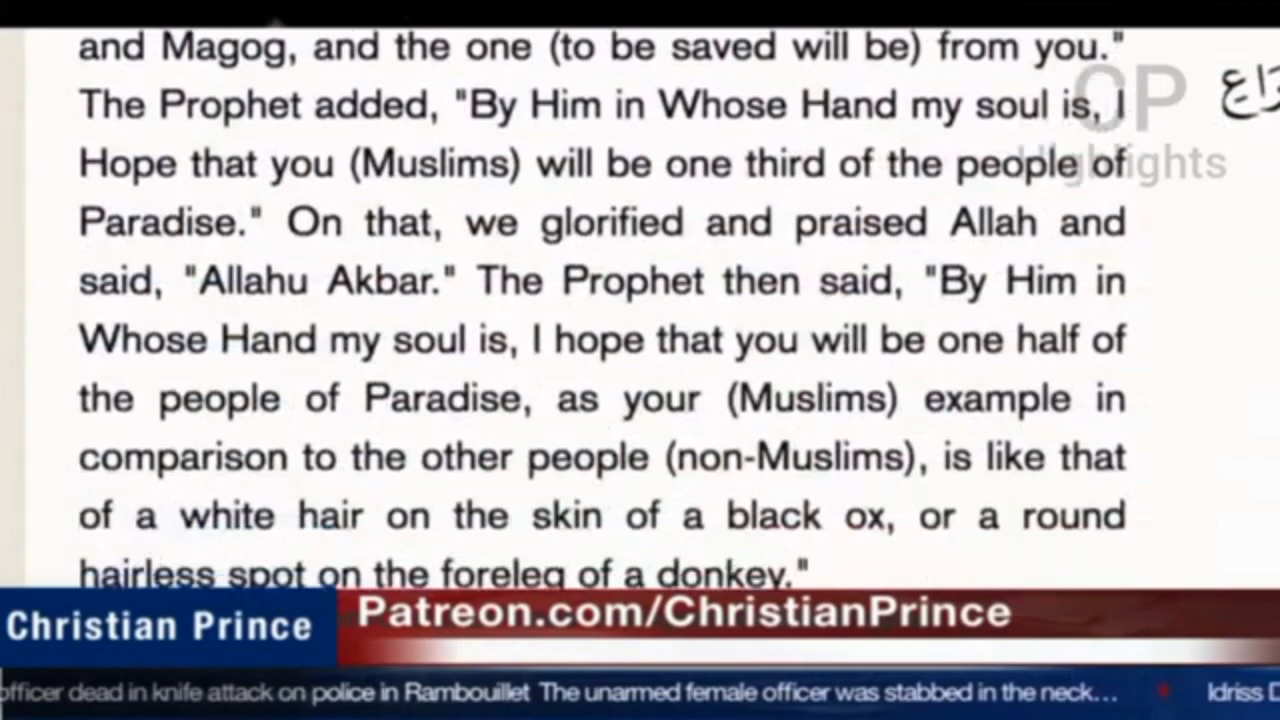 and Magog, and the one (to be saved will be) from you."
The Prophet added, "By Him in Whose Hand my soul is, I
Hope that you (Muslims) will be one third of the people of
Paradise." On that, we glorified and praised Allah and
said, "Allahu Akbar." The Prophet then said, "By Him in
Whose Hand my soul is, I hope that you will be one half of
the people of Paradise, as your (Muslims) example in
comparison to the other people (non-Muslims), is like that
of a white hair on the skin of a black ox, or a round
hairless spot on the foreleg of a donkey."
CP
Highlights
Christian Prince
Patreon.com/ChristianPrince
officer dead in knife attack on police in Rambouillet The unarmed female officer was stabbed in the neck... Idriss